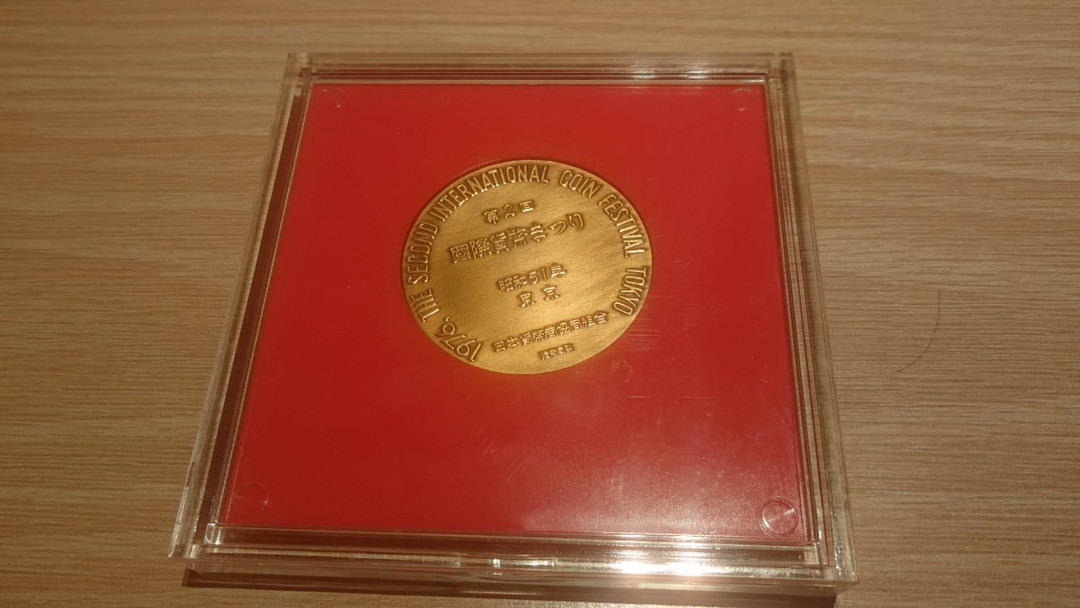 1976, THE SECOND INTERNATIONAL COIN FESTIVAL TOKYO
第2回
國際貨幣まつり
昭和51年
東京
日本貨幣商協同組合